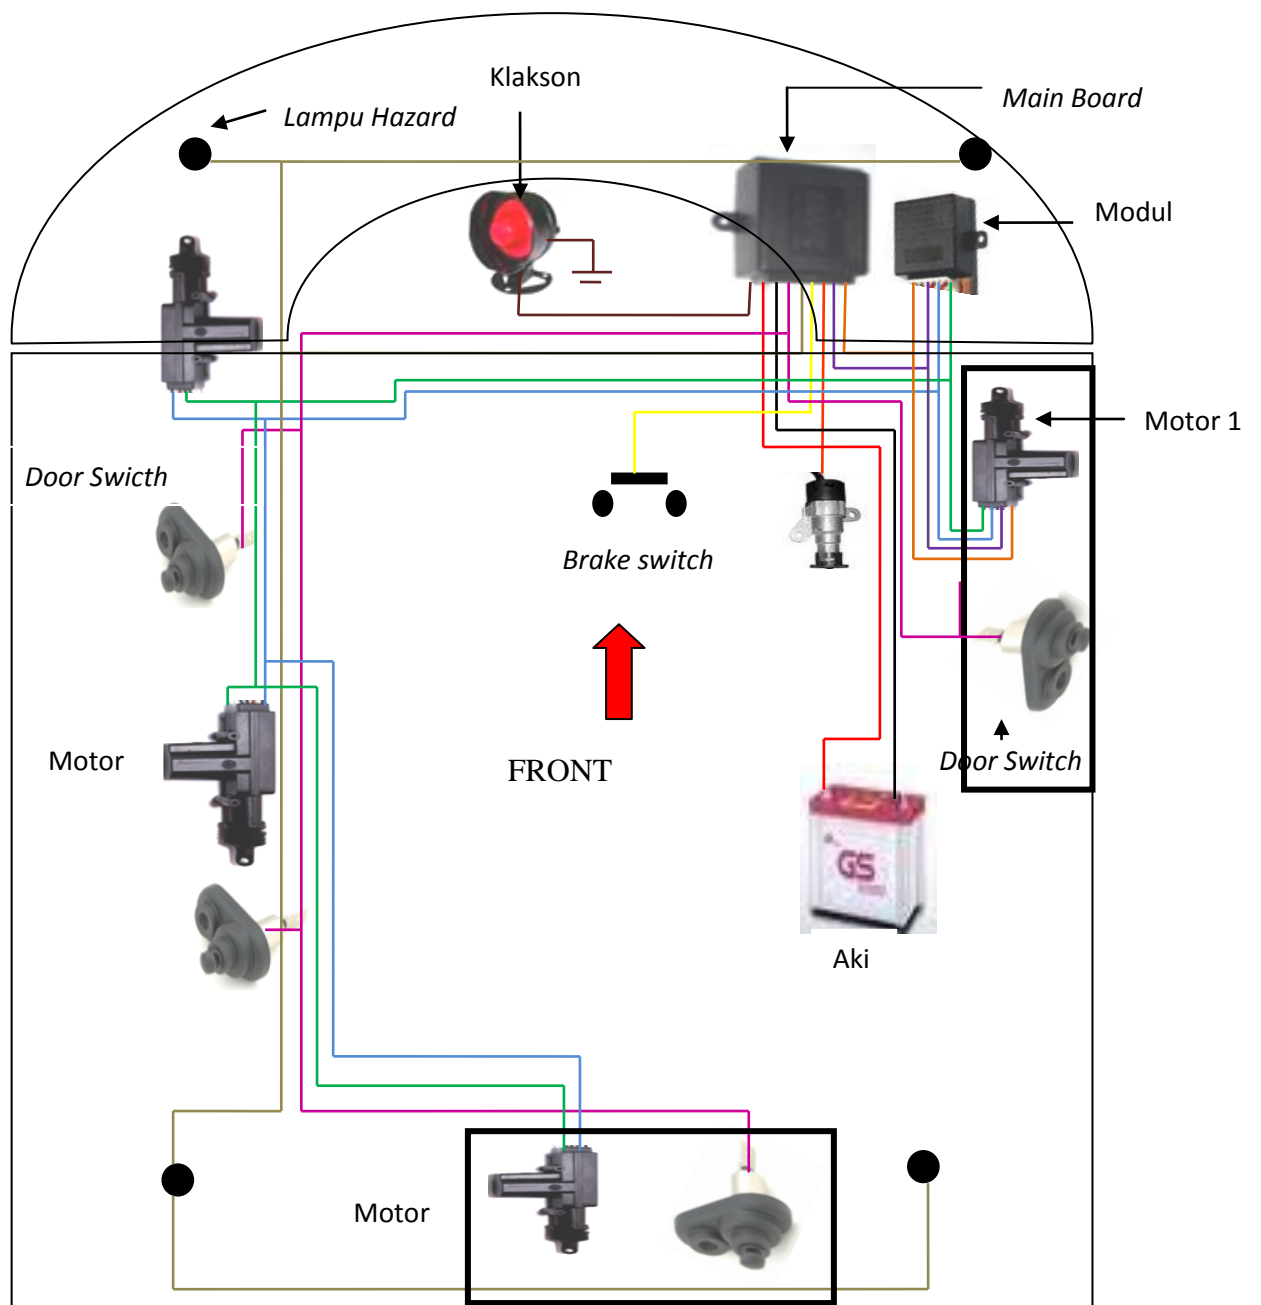 Klakson
Lampu Hazard
Main Board
Modul
Motor 1
Door Swicth
Brake switch
FRONT
Motor
Door Switch
GS
Aki
Motor